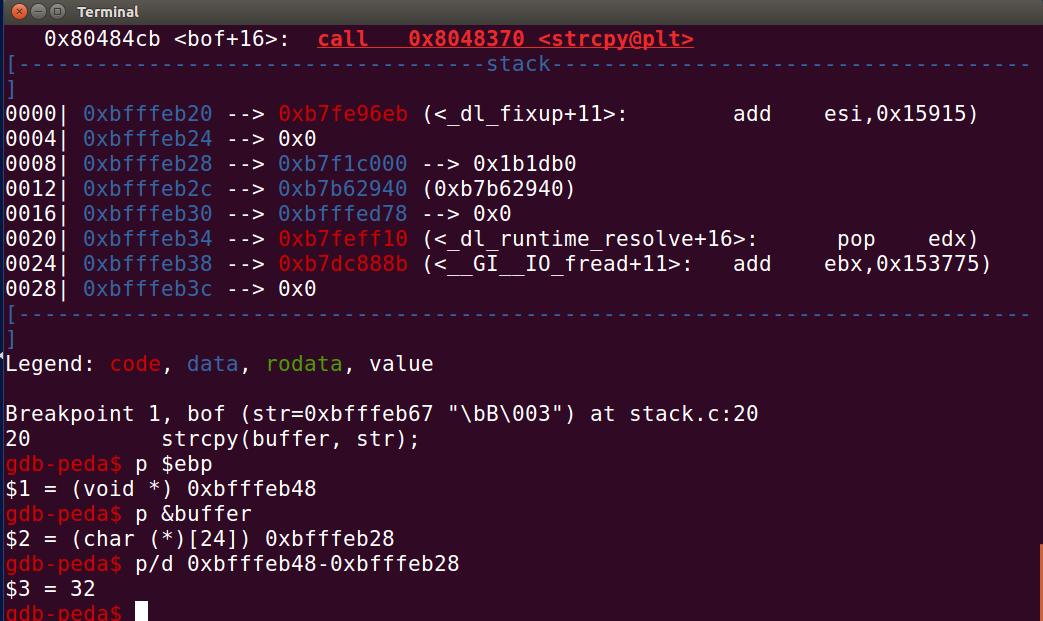 Terminal
0x80484cb <bof+16>: call 0x8048370 <strcpy@plt>
[------------------------------------stack-------------------------------------
]
0000| 0xbfffeb20 --> 0xb7fe96eb (<_dl_fixup+11>: add esi,0x15915)
0004| 0xbfffeb24 --> 0x0
0008| 0xbfffeb28 --> 0xb7f1c000 --> 0x1b1db0
0012| 0xbfffeb2c --> 0xb7b62940 (0xb7b62940)
0016| 0xbfffeb30 --> 0xbfffed78 --> 0x0
0020| 0xbfffeb34 --> 0xb7feff10 (<_dl_runtime_resolve+16>: pop edx)
0024| 0xbfffeb38 --> 0xb7dc888b (<__GI__IO_fread+11>: add ebx,0x153775)
0028| 0xbfffeb3c --> 0x0
[------------------------------------------------------------------------------
]
Legend: code, data, rodata, value
Breakpoint 1, bof (str=0xbfffeb67 "\bB\003") at stack.c:20
20 strcpy(buffer, str);
gdb-peda$ p $ebp
$1 = (void *) 0xbfffeb48
gdb-peda$ p &buffer
$2 = (char (*)[24]) 0xbfffeb28
gdb-peda$ p/d 0xbfffeb48-0xbfffeb28
$3 = 32
gdb-peda$